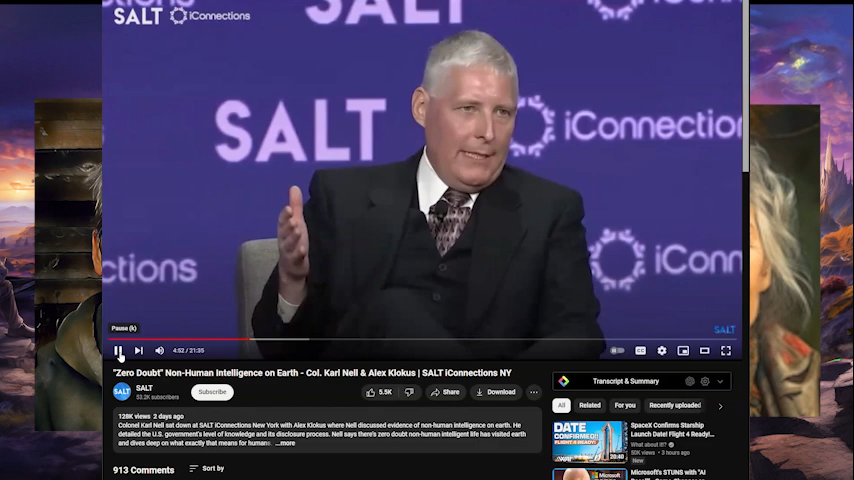 SALT iConnections
SALT
SALT iConnection
ctions
iConn
SALT
Pause (k)
4:52 / 21:35
"Zero Doubt" Non-Human Intelligence on Earth - Col. Karl Nell & Alex Klokus | SALT iConnections NY
SALT
SALT
53.2K subscribers
Subscribe
5.5K
Share
Download
128K views 2 days ago
Colonel Karl Nell sat down at SALT iConnections New York with Alex Klokus where Nell discussed evidence of non-human intelligence on earth. He
detailed the U.S. government's level of knowledge and its disclosure process. Nell says there's zero doubt non-human intelligent life has visited earth
and dives deep on what exactly that means for humans ...more
913 Comments
Sort by
Transcript & Summary
All
Related
For you
Recently uploaded
DATE
CONFIRMED!
FLIGHT 4 READY!
20:40
SpaceX Confirms Starship
Launch Date! Flight 4 Ready!...
What about it!?
50K views • 3 hours ago
New
Microsoft
Microsoft's STUNS with "AI